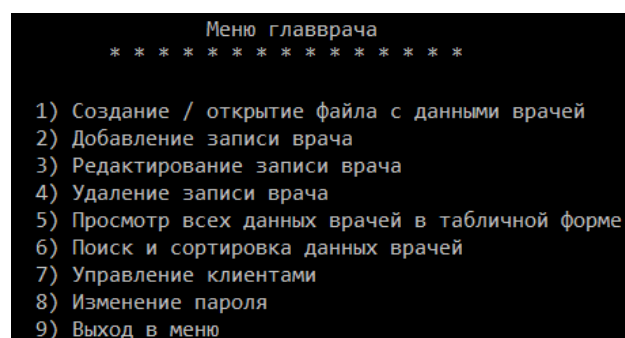 Меню главврача
* * * * * * * * * * * * * * *
1) Создание / открытие файла с данными врачей
2) Добавление записи врача
3) Редактирование записи врача
4) Удаление записи врача
5) Просмотр всех данных врачей в табличной форме
6) Поиск и сортировка данных врачей
7) Управление клиентами
8) Изменение пароля
9) Выход в меню